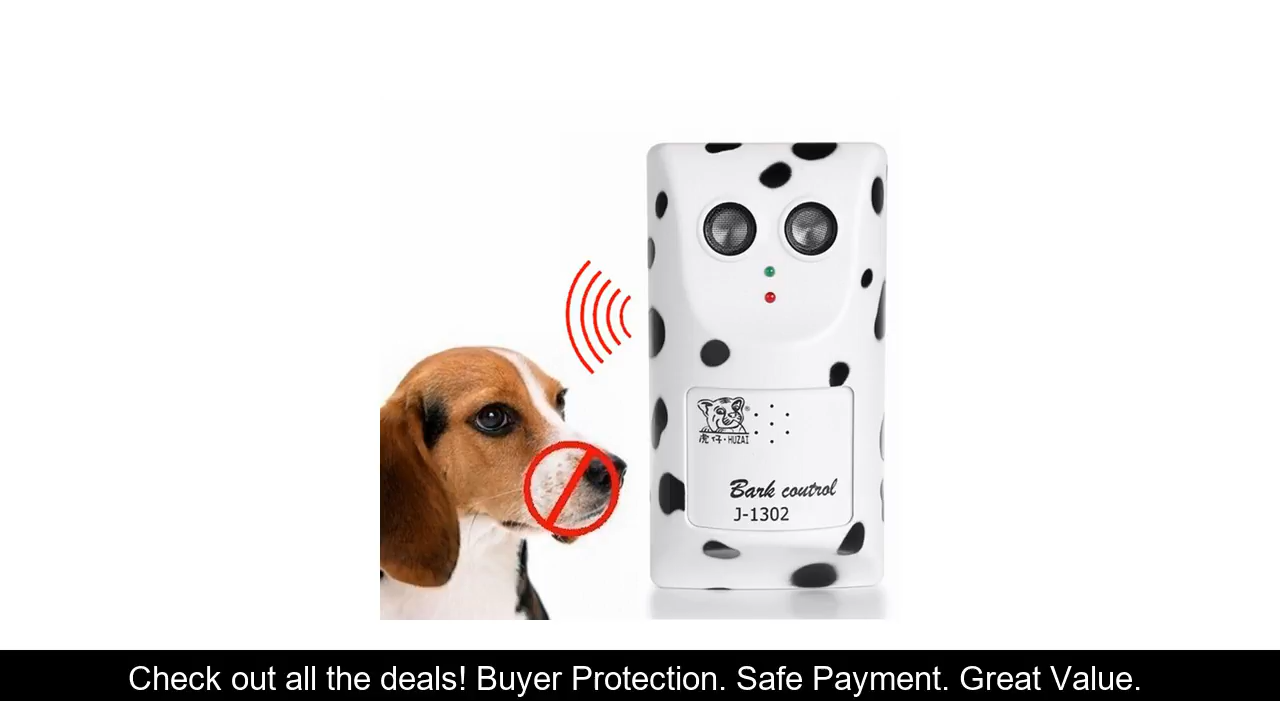 虎仔·HUZAI
®
Bark coutrol
J-1302
Check out all the deals! Buyer Protection. Safe Payment. Great Value.